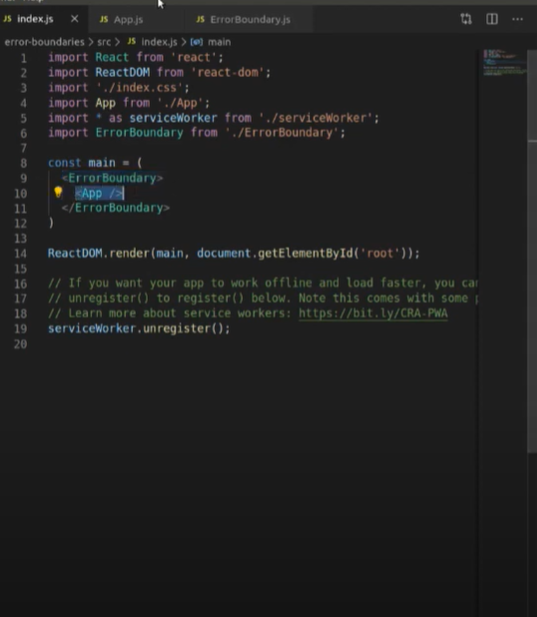 JS index.js × JS App.js JS ErrorBoundary.js ...
error-boundaries > src > JS index.js > main
1 import React from 'react';
2 import ReactDOM from 'react-dom';
3 import './index.css';
4 import App from './App';
5 import * as serviceWorker from './serviceWorker';
6 import ErrorBoundary from './ErrorBoundary';
7
8 const main = (
9 <ErrorBoundary>
10 <App />
11 </ErrorBoundary>
12 )
13
14 ReactDOM.render(main, document.getElementById('root'));
15
16 // If you want your app to work offline and load faster, you can
17 // unregister() to register() below. Note this comes with some
18 // Learn more about service workers: https://bit.ly/CRA-PWA
19 serviceWorker.unregister();
20